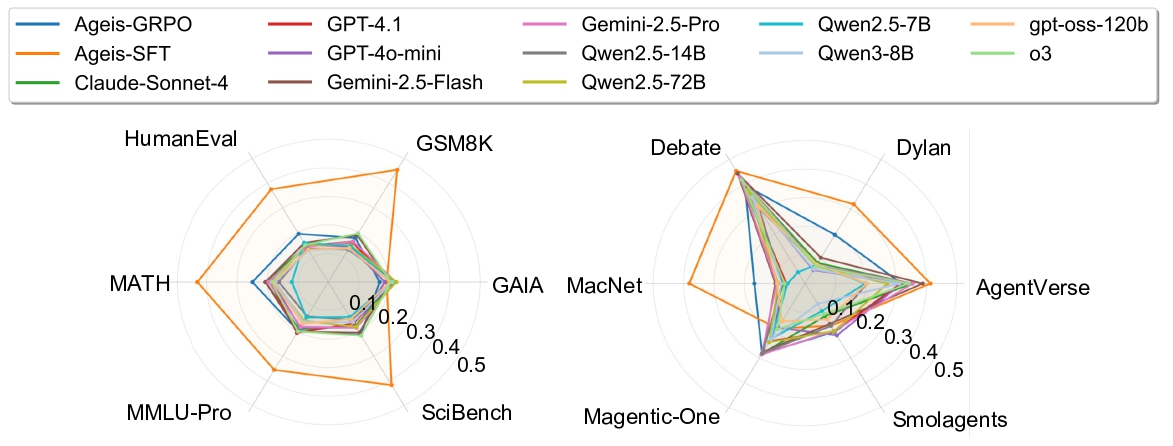 Ageis-GRPO GPT-4.1 Gemini-2.5-Pro Qwen2.5-7B gpt-oss-120b
Ageis-SFT GPT-4o-mini Qwen2.5-14B Qwen3-8B o3
Claude-Sonnet-4 Gemini-2.5-Flash Qwen2.5-72B
HumanEval GSM8K
MATH GAIA
0.1
0.2
0.3
0.4
0.5
MMLU-Pro SciBench
Debate Dylan
MacNet AgentVerse
0.1
0.2
0.3
0.4
0.5
Magentic-One Smolagents